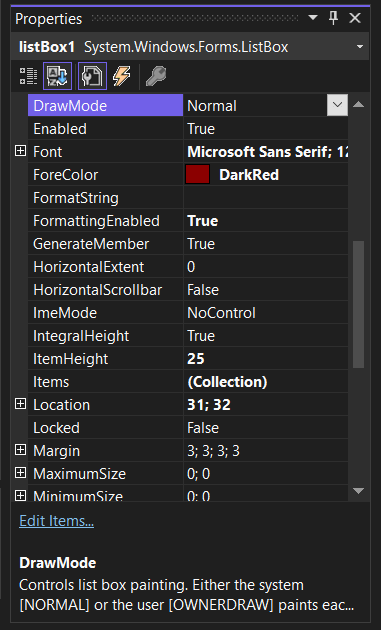 Properties
listBox1 System.Windows.Forms.ListBox
DrawMode Normal
Enabled True
Font Microsoft Sans Serif; 12
ForeColor DarkRed
FormatString
FormattingEnabled True
GenerateMember True
HorizontalExtent 0
HorizontalScrollbar False
ImeMode NoControl
IntegralHeight True
ItemHeight 25
Items (Collection)
Location 31; 32
Locked False
Margin 3; 3; 3; 3
MaximumSize 0; 0
MinimumSize 0; 0
Edit Items...
DrawMode
Controls list box painting. Either the system
[NORMAL] or the user [OWNERDRAW] paints eac...